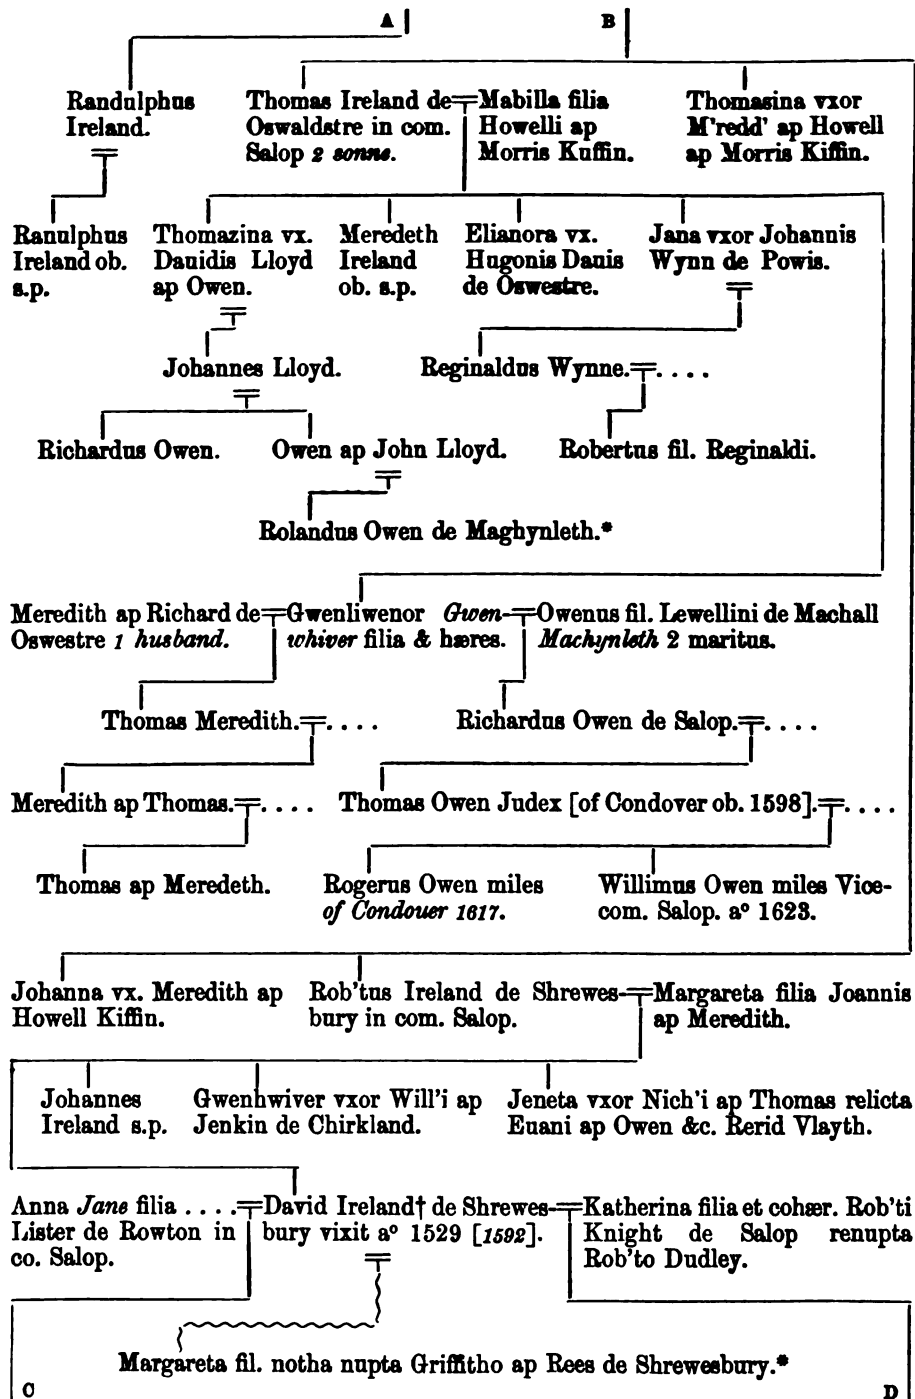 A B
Randulphus
Ireland.
Thomas Ireland de
Oswaldstre in com.
Salop 2 sonne.
Mabilla filia
Howelli ap
Morris Kuffin.
Thomasina vxor
M'redd' ap Howell
ap Morris Kiffin.
Ranulphus
Ireland ob.
s.p.
Thomazina vx.
Dauidis Lloyd
ap Owen.
Meredeth
Ireland
ob. s.p.
Elianora vx.
Hugonis Dauis
de Oswestre.
Jana vxor Johannis
Wynn de Powis.
Johannes Lloyd.
Reginaldus Wynne. . . . .
Richardus Owen.
Owen ap John Lloyd.
Robertus fil. Reginaldi.
Rolandus Owen de Maghynleth.*
Meredith ap Richard de
Oswestre 1 husband.
Gwenliwenor Gwen-
whiver filia & hæres.
Owenus fil. Lewellini de Machall
Machynleth 2 maritus.
Thomas Meredith. . . . .
Richardus Owen de Salop. . . . .
Meredith ap Thomas. . . . .
Thomas Owen Judex [of Condover ob. 1598]. . . . .
Thomas ap Meredeth.
Rogerus Owen miles
of Condouer 1617.
Willimus Owen miles Vice-
com. Salop. aº 1623.
Johanna vx. Meredith ap
Howell Kiffin.
Rob'tus Ireland de Shrewes-
bury in com. Salop.
Margareta filia Joannis
ap Meredith.
Johannes
Ireland s.p.
Gwenhwiver vxor Will'i ap
Jenkin de Chirkland.
Jeneta vxor Nich'i ap Thomas relicta
Euani ap Owen &c. Rerid Vlayth.
Anna Jane filia . . . .
Lister de Rowton in
co. Salop.
David Ireland† de Shrewes-
bury vixit aº 1529 [1592].
Katherina filia et cohær. Rob'ti
Knight de Salop renupta
Rob'to Dudley.
Margareta fil. notha nupta Griffitho ap Rees de Shrewesbury.*
C D